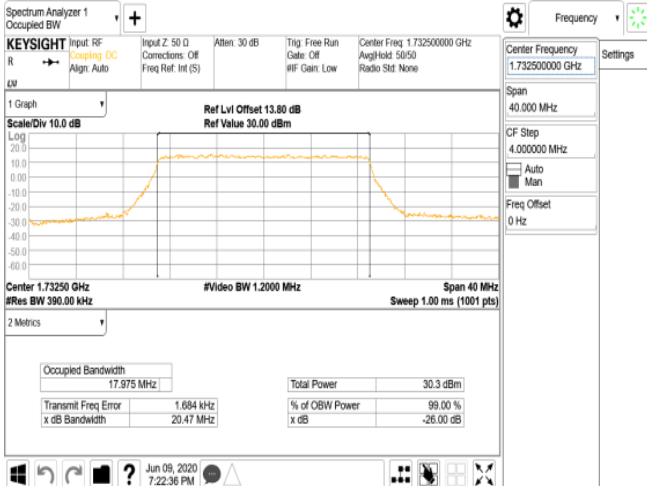 Spectrum Analyzer 1
Occupied BW
Frequency
KEYSIGHT
R
Input: RF
Coupling: DC
Align: Auto
Input Z: 50 Ω
Corrections: Off
Freq Ref: Int (S)
Atten: 30 dB
Trig: Free Run
Gate: Off
#IF Gain: Low
Center Freq: 1.732500000 GHz
Avg|Hold: 50/50
Radio Std: None
Center Frequency
1.732500000 GHz
Settings
Span
40.000 MHz
CF Step
4.000000 MHz
Auto
Man
Freq Offset
0 Hz
1 Graph
Scale/Div 10.0 dB
Ref Lvl Offset 13.80 dB
Ref Value 30.00 dBm
Log
20.0
10.0
0.00
-10.0
-20.0
-30.0
-40.0
-50.0
-60.0
Center 1.73250 GHz
#Video BW 1.2000 MHz
Span 40 MHz
#Res BW 390.00 kHz
Sweep 1.00 ms (1001 pts)
2 Metrics
Occupied Bandwidth
17.975 MHz
Total Power 30.3 dBm
Transmit Freq Error 1.684 kHz
% of OBW Power 99.00 %
x dB Bandwidth 20.47 MHz
x dB -26.00 dB
?
Jun 09, 2020
7:22:36 PM